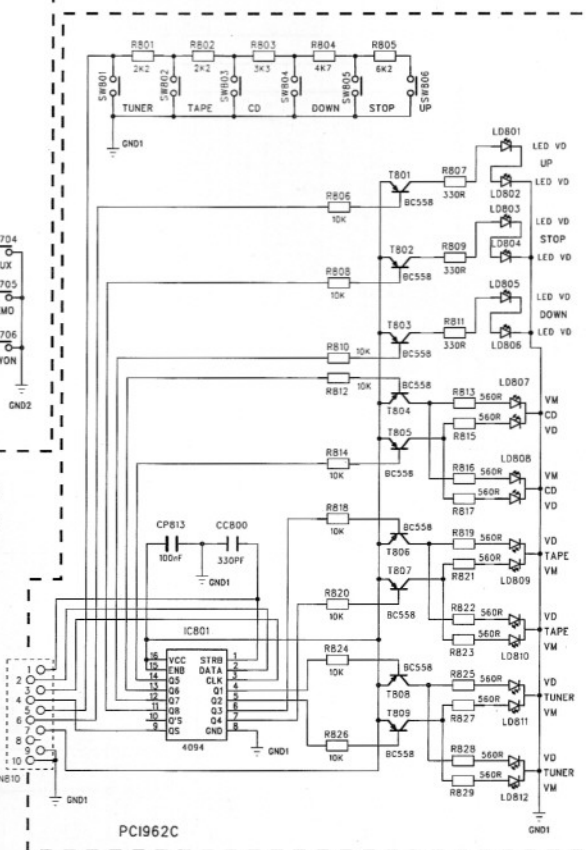 R801 R802 R803 R804 R805
2K2 2K2 3K3 4K7 6K2
SW801 SW802 SW803 SW804 SW805 SW806
TUNER TAPE CD DOWN STOP UP
GND1
LD801
LED VD
UP
LED VD
LD802
T801
R807
330R
BC558
R806
10K
LD803
LED VD
STOP
LD804
LED VD
T802
R809
330R
BC558
R808
10K
LD805
LED VD
DOWN
LED VD
LD806
T803
R811
330R
BC558
R810 10K
R812 10K
704
UX
705
MO
706
VON
GND2
BC558
T804
R813 560R
LD807
VM
CD
VD
560R
R815
T805
BC558
R814
10K
R816 560R
LD808
VM
CD
VD
560R
R817
R818
10K
BC558
T806
R819 560R
VD
TAPE
VM
560R
R821
LD809
T807
BC558
R820
10K
R822 560R
VD
TAPE
VM
560R
R823
LD810
CP813 CC800
100nF 330PF
GND1
IC801
16 VCC STRB 1
15 ENB DATA 2
14 Q5 CLK 3
13 Q6 Q1 4
12 Q7 Q2 5
11 Q8 Q3 6
10 Q'S Q4 7
9 QS GND 8
4094
GND1
R824
10K
BC558
T808
R825 560R
VD
TUNER
VM
560R
R827
LD811
T809
BC558
R826
10K
R828 560R
VD
TUNER
VM
560R
R829
LD812
GND1
1
2
3
4
5
6
7
8
9
10
N810
GND1
PCI962C